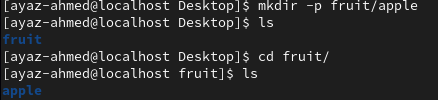 [ayaz-ahmed@localhost Desktop]$ mkdir -p fruit/apple
[ayaz-ahmed@localhost Desktop]$ ls
fruit
[ayaz-ahmed@localhost Desktop]$ cd fruit/
[ayaz-ahmed@localhost fruit]$ ls
apple